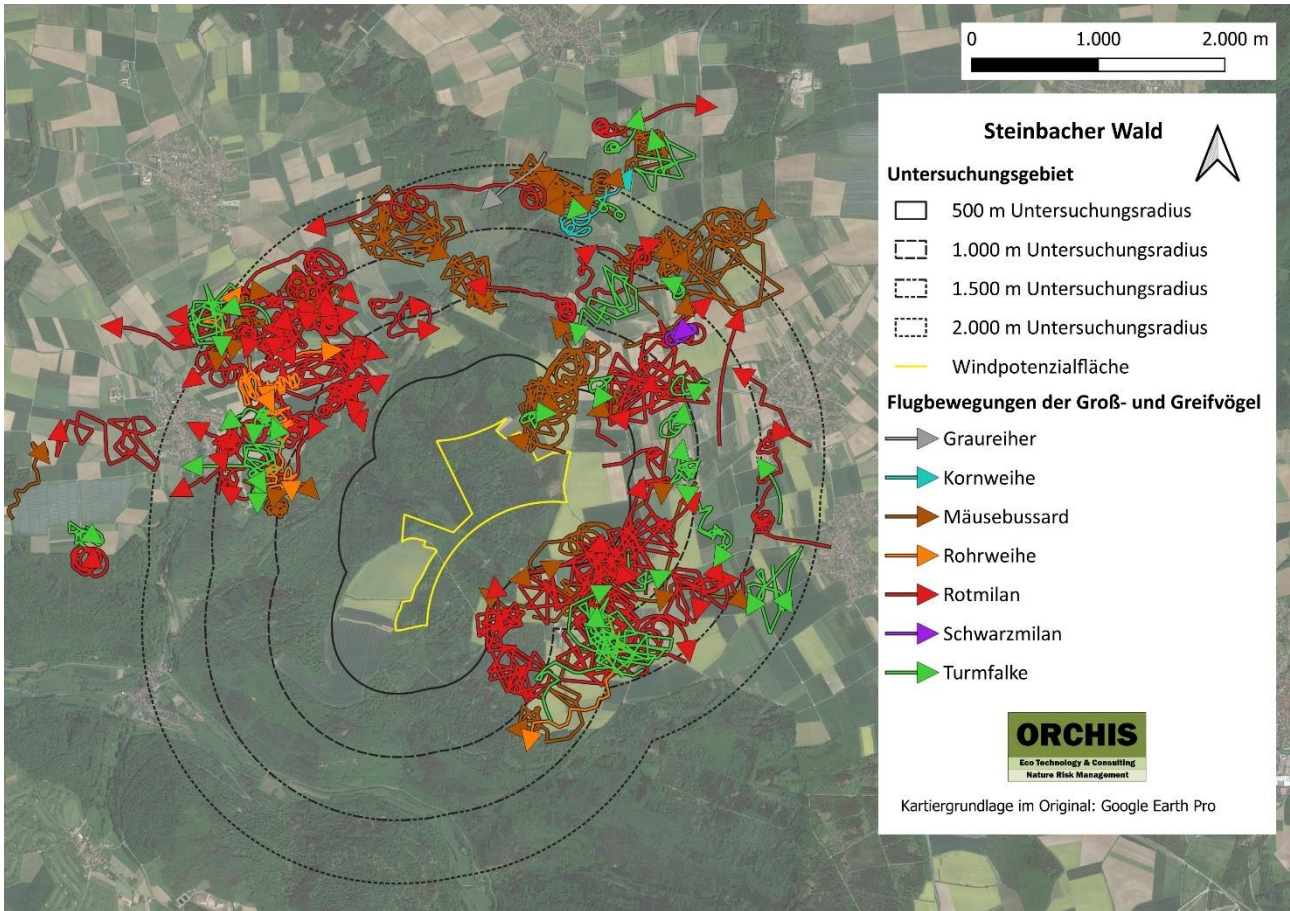 0 1.000 2.000 m
Steinbacher Wald
Untersuchungsgebiet
500 m Untersuchungsradius
1.000 m Untersuchungsradius
1.500 m Untersuchungsradius
2.000 m Untersuchungsradius
Windpotenzialfläche
Flugbewegungen der Groß- und Greifvögel
Graureiher
Kornweihe
Mäusebussard
Rohrweihe
Rotmilan
Schwarzmilan
Turmfalke
ORCHIS
Eco Technology & Consulting
Nature Risk Management
Kartiergrundlage im Original: Google Earth Pro